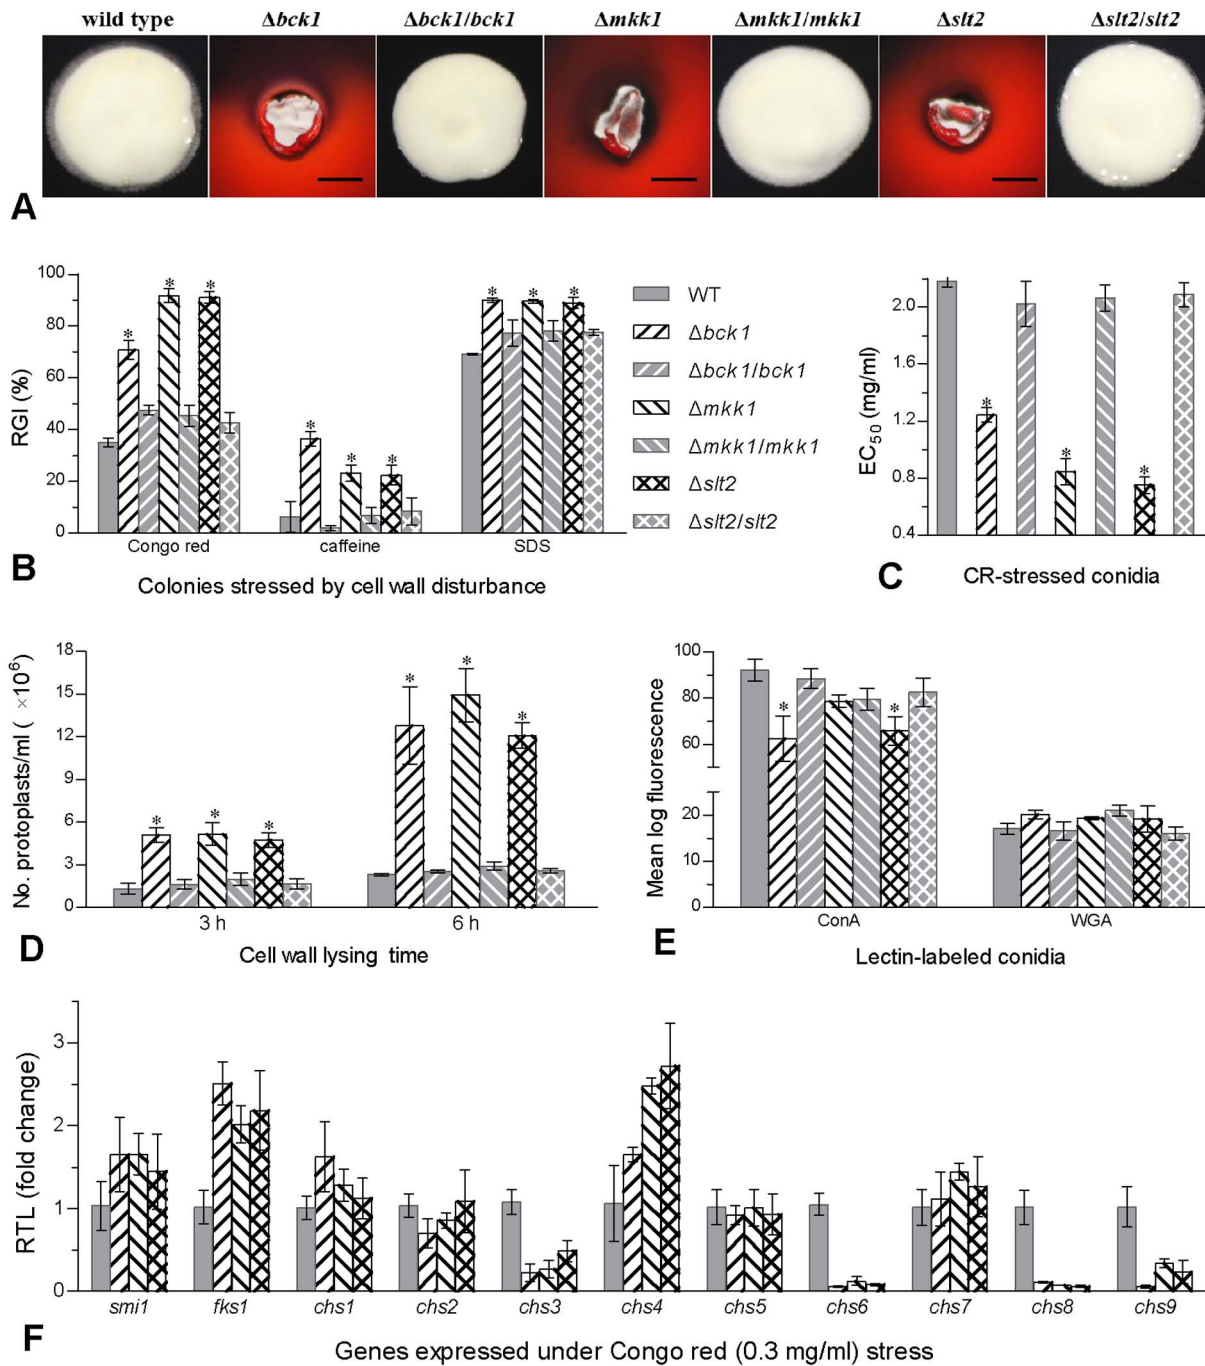 wild type Δbck1 Δbck1/bck1 Δmkk1 Δmkk1/mkk1 Δslt2 Δslt2/slt2
A
RGI (%)
100
80
60
40
20
0
Congo red caffeine SDS
Colonies stressed by cell wall disturbance
B
WT
Δbck1
Δbck1/bck1
Δmkk1
Δmkk1/mkk1
Δslt2
Δslt2/slt2
* * * * * * * * *
EC50 (mg/ml)
2.0
1.6
1.2
0.8
0.4
* * *
CR-stressed conidia
C
No. protoplasts/ml ( ×10⁶)
18
15
12
9
6
3
0
* * * * * *
3 h 6 h
Cell wall lysing time
D
Mean log fluorescence
100
80
60
20
10
0
* *
ConA WGA
Lectin-labeled conidia
E
RTL (fold change)
3
2
1
0
smi1 fks1 chs1 chs2 chs3 chs4 chs5 chs6 chs7 chs8 chs9
Genes expressed under Congo red (0.3 mg/ml) stress
F